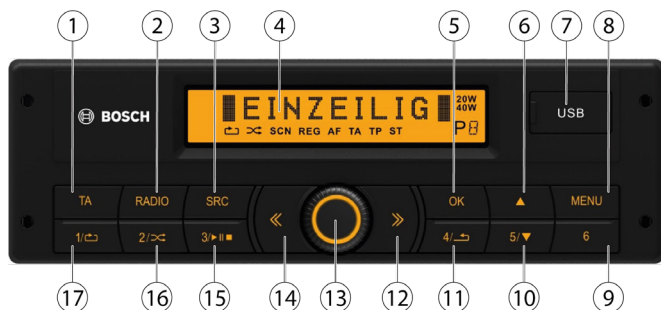 1 2 3 4 5 6 7 8
BOSCH
EINZEILIG
20W
40W
SCN REG AF TA TP ST
P 8
USB
TA RADIO SRC OK ▲ MENU
1/ 2/ 3/▶II■ « » 4/ 5/▼ 6
17 16 15 14 13 12 11 10 9